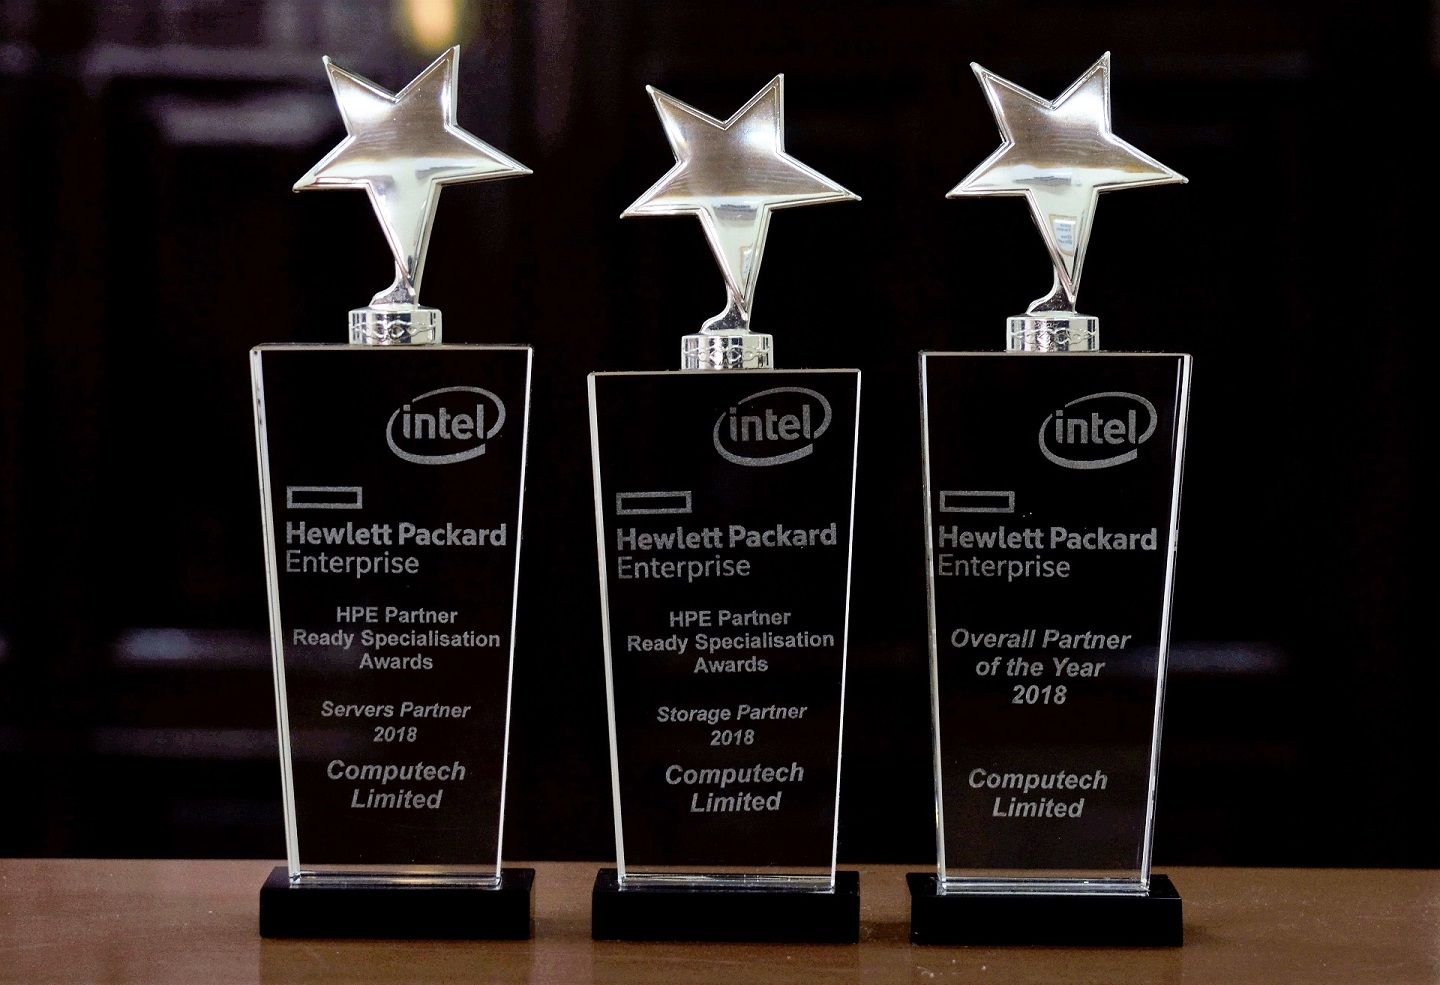 intel
Hewlett Packard
Enterprise
HPE Partner
Ready Specialisation
Awards
Servers Partner
2018
Computech
Limited
intel
Hewlett Packard
Enterprise
HPE Partner
Ready Specialisation
Awards
Storage Partner
2018
Computech
Limited
intel
Hewlett Packard
Enterprise
Overall Partner
of the Year
2018
Computech
Limited